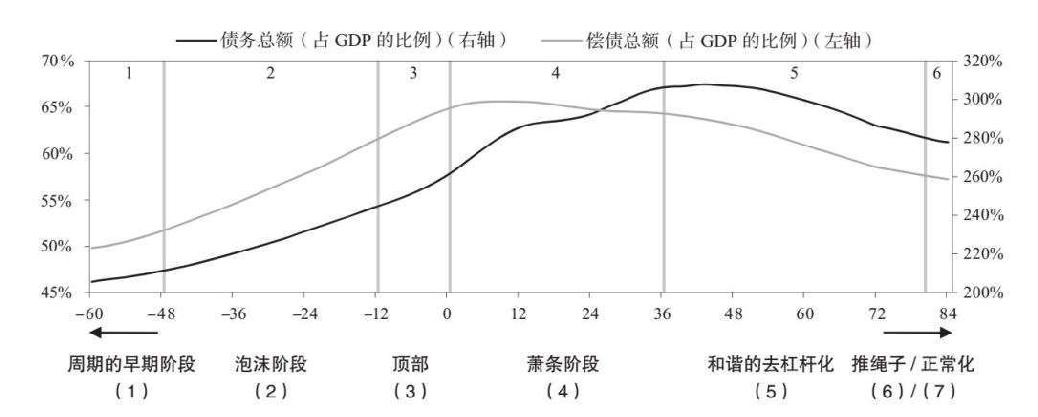 债务总额（占 GDP 的比例）（右轴） 偿债总额（占 GDP 的比例）（左轴）
70% 1 2 3 4 5 6 320%
65% 300%
60% 280%
55% 260%
240%
50% 220%
45% 200%
–60 –48 –36 –24 –12 0 12 24 36 48 60 72 84
周期的早期阶段 泡沫阶段 顶部 萧条阶段 和谐的去杠杆化 推绳子 / 正常化
（1） （2） （3） （4） （5） （6）/（7）